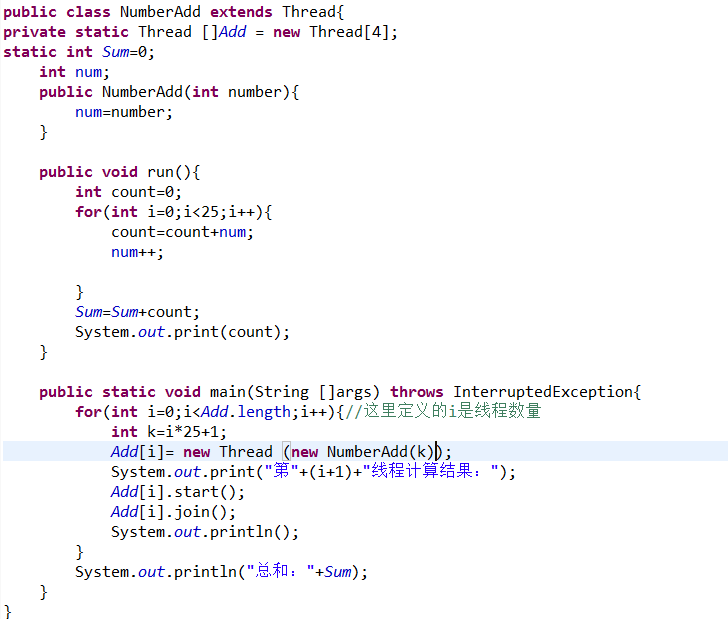 public class NumberAdd extends Thread{
private static Thread []Add = new Thread[4];
static int Sum=0;
    int num;
    public NumberAdd(int number){
        num=number;
    }

    public void run(){
        int count=0;
        for(int i=0;i<25;i++){
            count=count+num;
            num++;

        }
        Sum=Sum+count;
        System.out.print(count);
    }

    public static void main(String []args) throws InterruptedException{
        for(int i=0;i<Add.length;i++){//这里定义的i是线程数量
            int k=i*25+1;
            Add[i]= new Thread (new NumberAdd(k));
            System.out.print("第"+(i+1)+"线程计算结果：");
            Add[i].start();
            Add[i].join();
            System.out.println();
        }
        System.out.println("总和："+Sum);
    }
}